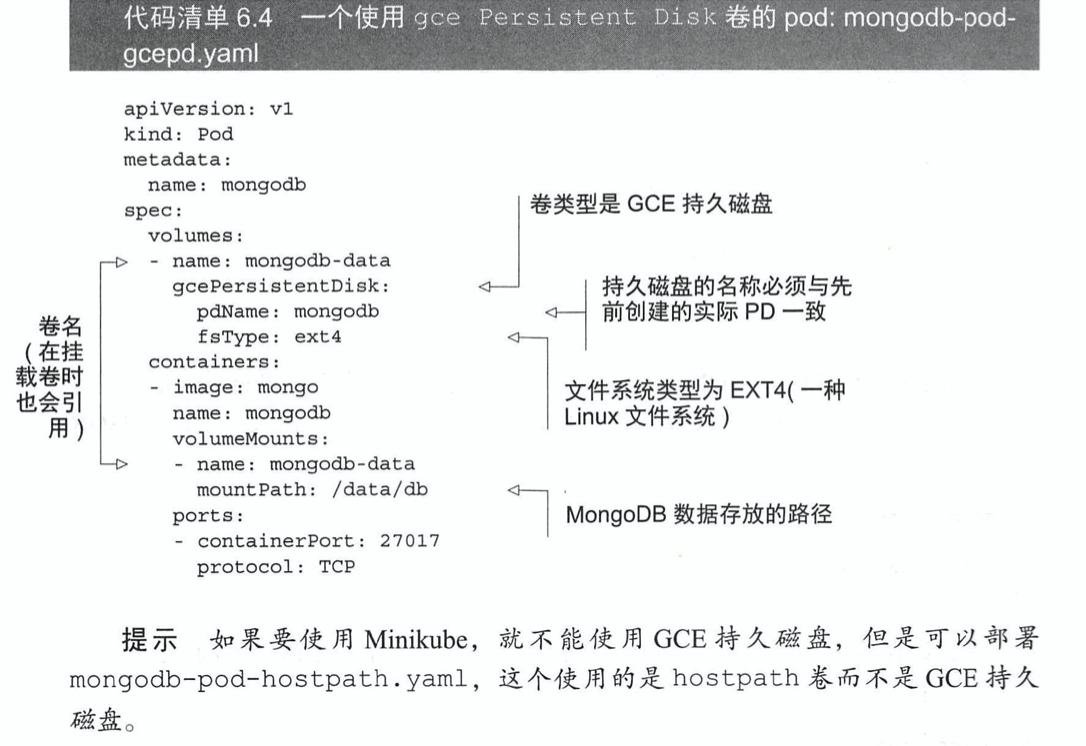 代码清单 6.4 一个使用 gce Persistent Disk 卷的 pod: mongodb-pod-
gcepd.yaml
apiVersion: v1
kind: Pod
metadata:
  name: mongodb
spec:
  volumes:
  - name: mongodb-data
    gcePersistentDisk:
      pdName: mongodb
      fsType: ext4
  containers:
  - image: mongo
    name: mongodb
    volumeMounts:
    - name: mongodb-data
      mountPath: /data/db
    ports:
    - containerPort: 27017
      protocol: TCP
卷名
(在挂
载卷时
也会引
用)
卷类型是 GCE 持久磁盘
持久磁盘的名称必须与先
前创建的实际 PD 一致
文件系统类型为 EXT4(一种
Linux 文件系统)
MongoDB 数据存放的路径
提示 如果要使用 Minikube，就不能使用 GCE 持久磁盘，但是可以部署
mongodb-pod-hostpath.yaml，这个使用的是 hostpath 卷而不是 GCE 持久
磁盘。